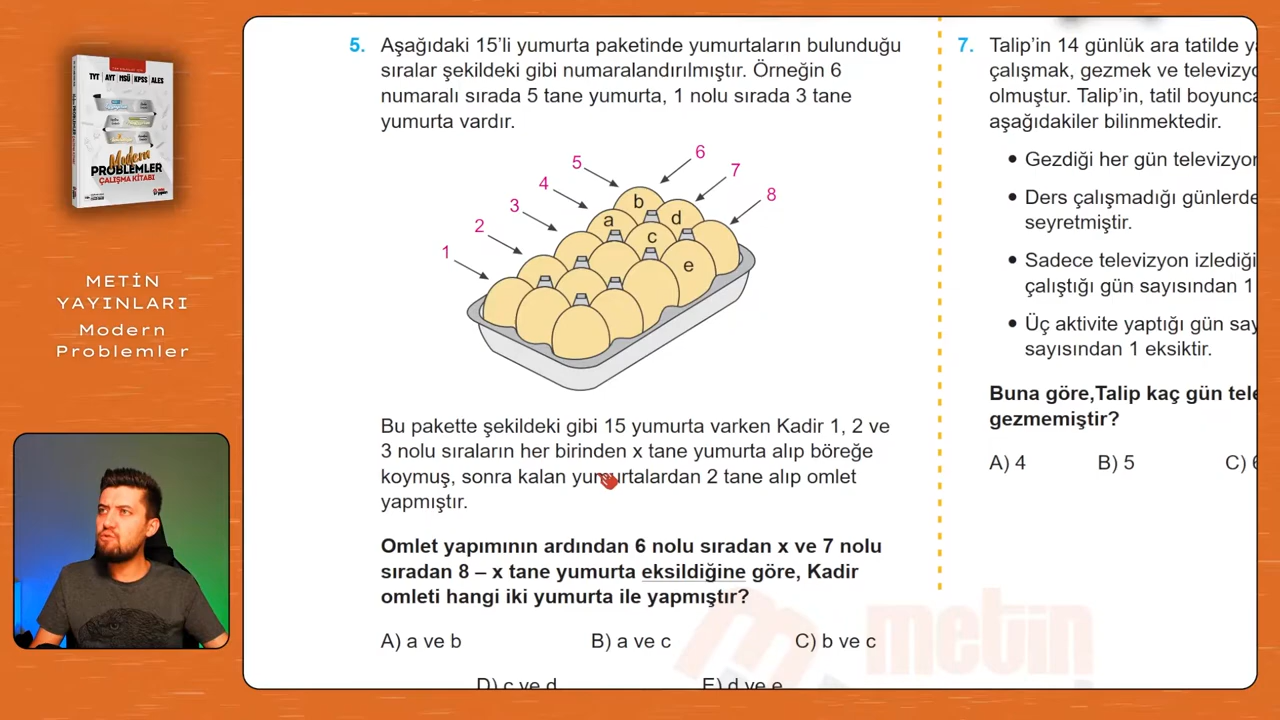 TYT | AYT | MSÜ | KPSS | ALES
Modern
PROBLEMLER
ÇALIŞMA KİTABI
METİN
YAYINLARI
Modern
Problemler
5. Aşağıdaki 15'li yumurta paketinde yumurtaların bulunduğu
sıralar şekildeki gibi numaralandırılmıştır. Örneğin 6
numaralı sırada 5 tane yumurta, 1 nolu sırada 3 tane
yumurta vardır.
1
2
3
4
5
6
7
8
a
b
c
d
e
Bu pakette şekildeki gibi 15 yumurta varken Kadir 1, 2 ve
3 nolu sıraların her birinden x tane yumurta alıp böreğe
koymuş, sonra kalan yumurtalardan 2 tane alıp omlet
yapmıştır.
Omlet yapımının ardından 6 nolu sıradan x ve 7 nolu
sıradan 8 – x tane yumurta eksildiğine göre, Kadir
omleti hangi iki yumurta ile yapmıştır?
A) a ve b
B) a ve c
C) b ve c
D) c ve d
E) d ve e
7. Talip'in 14 günlük ara tatilde
çalışmak, gezmek ve
olmuştur. Talip'in, tatil
aşağıdakiler bilinmektedir.
• Gezdiği her gün
• Ders çalışmadığı
seyretmiştir.
• Sadece televizyon
çalıştığı gün sayısından 1
• Üç aktivite yaptığı gün
sayısından 1 eksiktir.
Buna göre,Talip kaç gün
gezmemiştir?
A) 4
B) 5
C)
metin